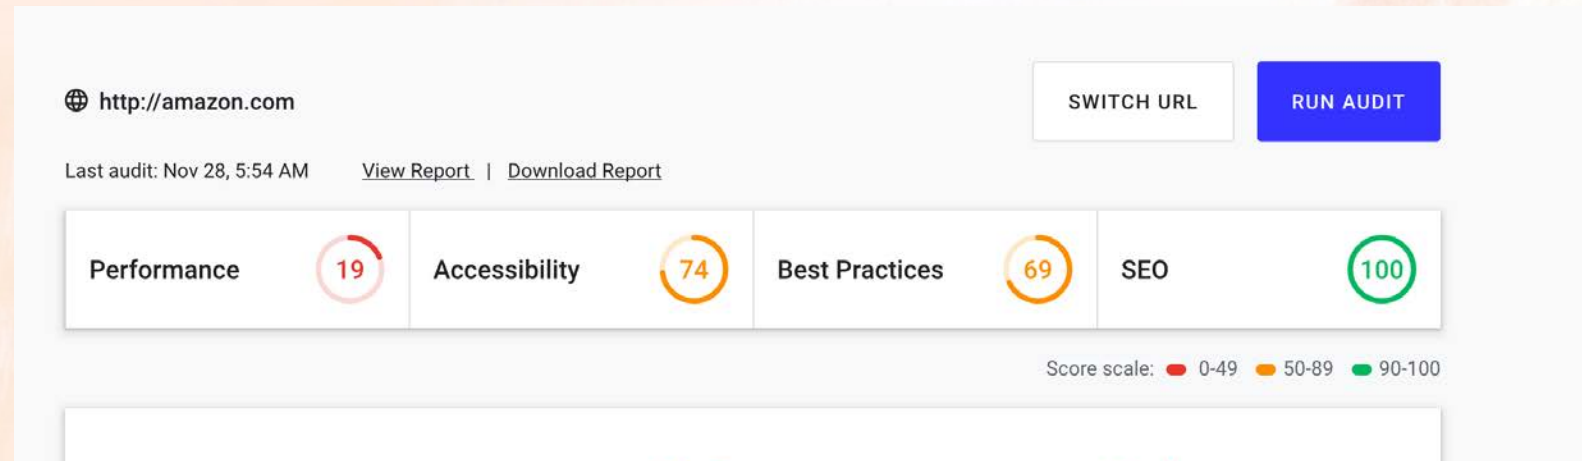 http://amazon.com
SWITCH URL
RUN AUDIT
Last audit: Nov 28, 5:54 AM View Report | Download Report
Performance 19 Accessibility 74 Best Practices 69 SEO 100
Score scale: 0-49 50-89 90-100